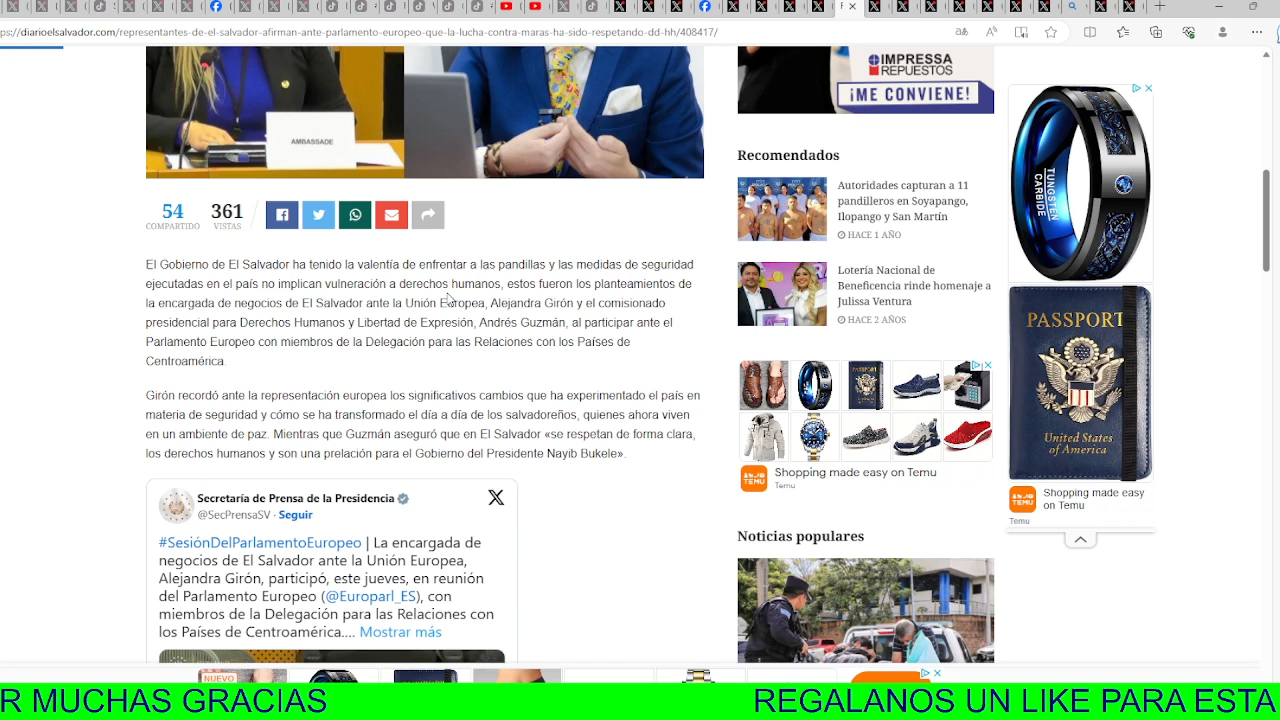 ps://diarioelsalvador.com/representantes-de-el-salvador-afirman-ante-parlamento-europeo-que-la-lucha-contra-maras-ha-sido-respetando-dd-hh/408417/
AMBASSADE
IMPRESSA
REPUESTOS
¡ME CONVIENE!
54
COMPARTIDO
361
VISTAS
El Gobierno de El Salvador ha tenido la valentía de enfrentar a las pandillas y las medidas de seguridad
ejecutadas en el país no implican vulneración a derechos humanos, estos fueron los planteamientos de
la encargada de negocios de El Salvador ante la Unión Europea, Alejandra Girón y el comisionado
presidencial para Derechos Humanos y Libertad de Expresión, Andrés Guzmán, al participar ante el
Parlamento Europeo con miembros de la Delegación para las Relaciones con los Países de
Centroamérica.
Girón recordó ante la representación europea los significativos cambios que ha experimentado el país en
materia de seguridad y cómo se ha transformado el día a día de los salvadoreños, quienes ahora viven
en un ambiente de paz. Mientras que Guzmán aseguró que en El Salvador «se respetan de forma clara,
los derechos humanos y son una prelación para el Gobierno del Presidente Nayib Bukele».
Secretaría de Prensa de la Presidencia
@SecPrensaSV · Seguir
#SesiónDelParlamentoEuropeo | La encargada de
negocios de El Salvador ante la Unión Europea,
Alejandra Girón, participó, este jueves, en reunión
del Parlamento Europeo (@Europarl_ES), con
miembros de la Delegación para las Relaciones con
los Países de Centroamérica.... Mostrar más
Recomendados
Autoridades capturan a 11
pandilleros en Soyapango,
Ilopango y San Martín
HACE 1 AÑO
Lotería Nacional de
Beneficencia rinde homenaje a
Julissa Ventura
HACE 2 AÑOS
Shopping made easy on Temu
TEMU
Temu
Noticias populares
TUNGSTEN
CARBIDE
PASSPORT
United States
of America
Shopping made easy
on Temu
TEMU
Temu
NUEVO
R MUCHAS GRACIAS
REGALANOS UN LIKE PARA ESTA